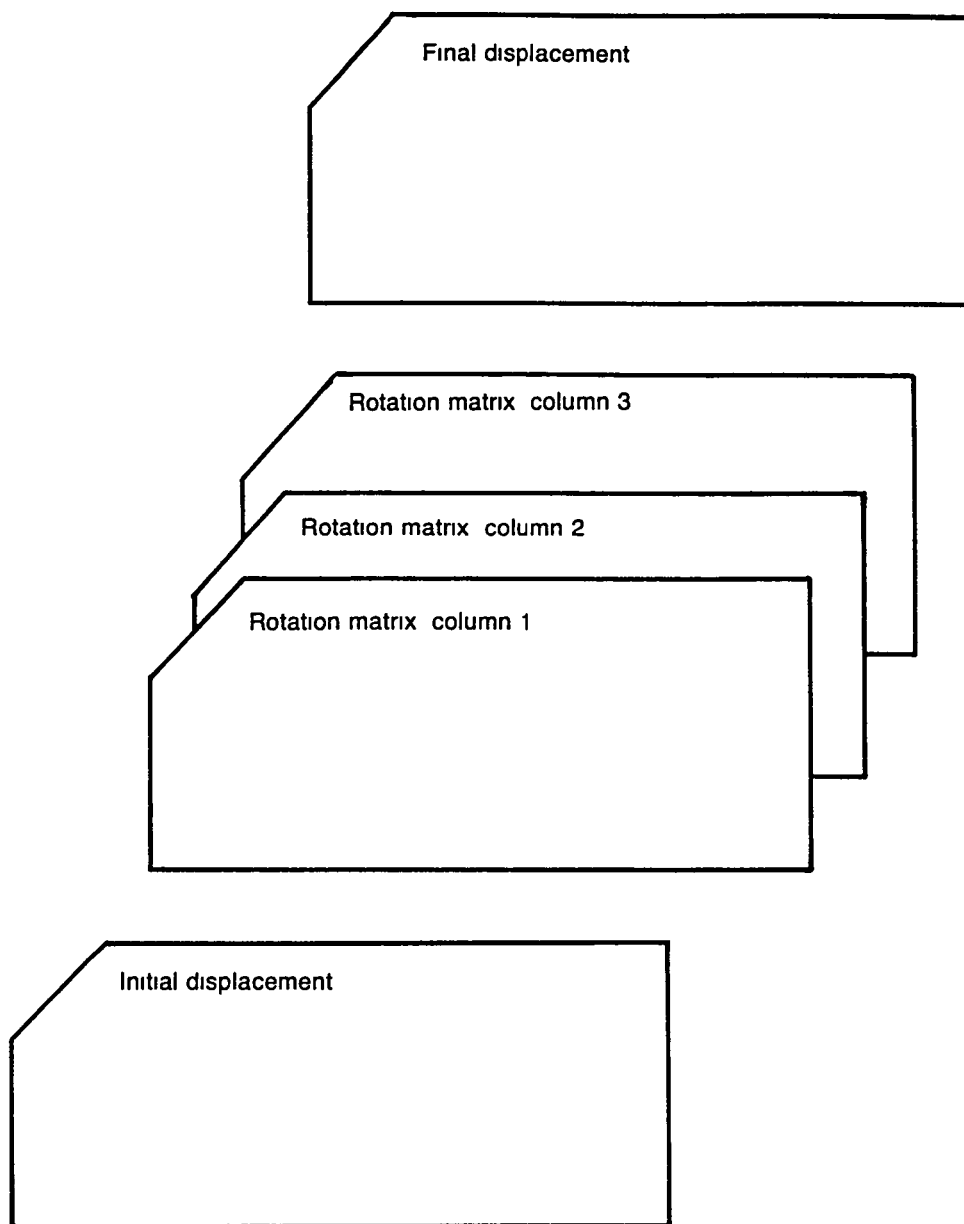 Final displacement
Rotation matrix column 3
Rotation matrix column 2
Rotation matrix column 1
Initial displacement